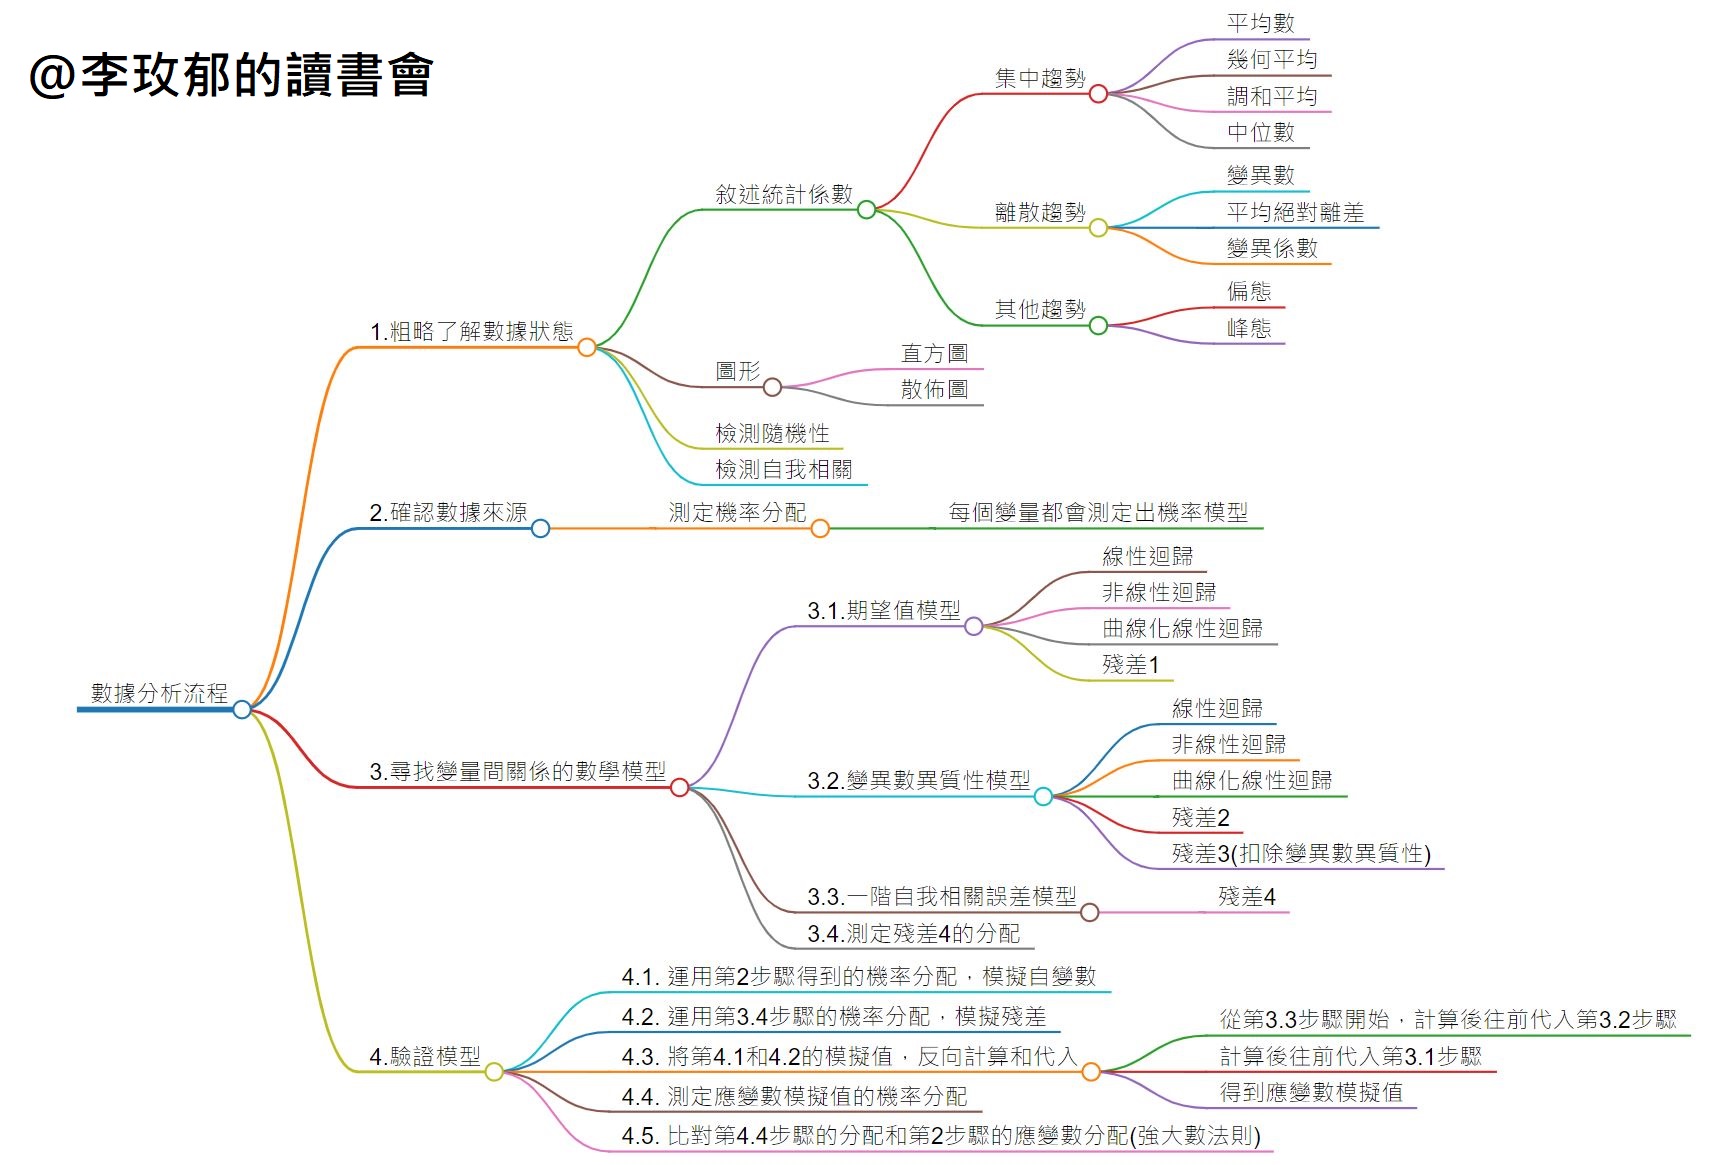 @李玫郁的讀書會
數據分析流程
1.粗略了解數據狀態
敘述統計係數
集中趨勢
平均數
幾何平均
調和平均
中位數
離散趨勢
變異數
平均絕對離差
變異係數
其他趨勢
偏態
峰態
圖形
直方圖
散佈圖
檢測隨機性
檢測自我相關
2.確認數據來源
測定機率分配
每個變量都會測定出機率模型
3.尋找變量間關係的數學模型
3.1.期望值模型
線性迴歸
非線性迴歸
曲線化線性迴歸
殘差1
3.2.變異數異質性模型
線性迴歸
非線性迴歸
曲線化線性迴歸
殘差2
殘差3(扣除變異數異質性)
3.3.一階自我相關誤差模型
殘差4
3.4.測定殘差4的分配
4.驗證模型
4.1. 運用第2步驟得到的機率分配，模擬自變數
4.2. 運用第3.4步驟的機率分配，模擬殘差
4.3. 將第4.1和4.2的模擬值，反向計算和代入
從第3.3步驟開始，計算後往前代入第3.2步驟
計算後往前代入第3.1步驟
得到應變數模擬值
4.4. 測定應變數模擬值的機率分配
4.5. 比對第4.4步驟的分配和第2步驟的應變數分配(強大數法則)